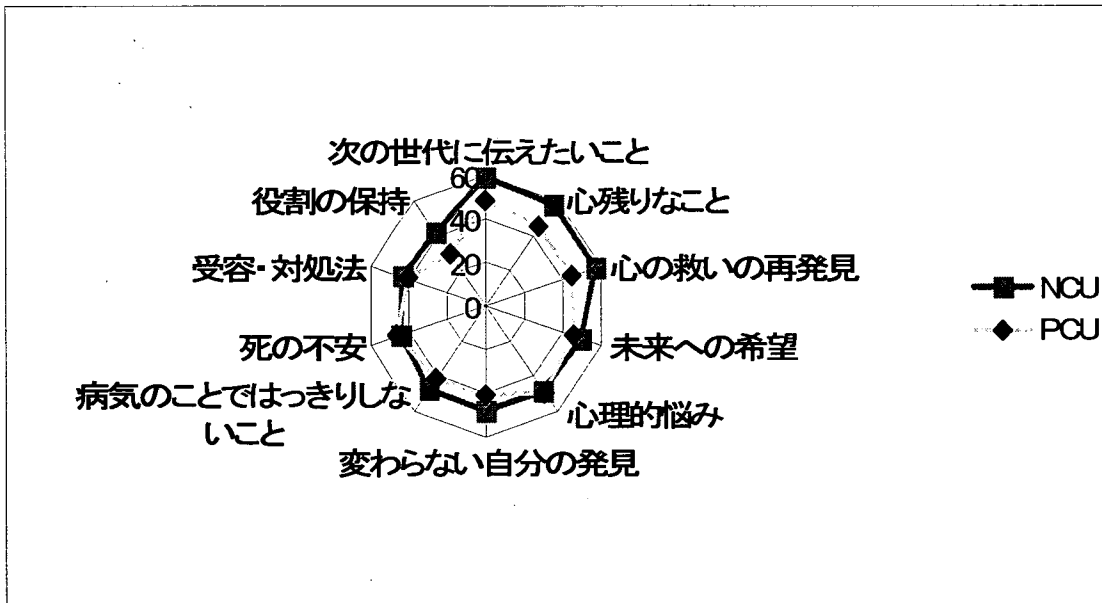 次の世代に伝えたいこと
60
役割の保持
心残りなこと
40
受容・対処法
20
心の救いの再発見
NCU
0
PCU
死の不安
未来への希望
病気のことではっきりしな
いこと
心理的悩み
変わらない自分の発見